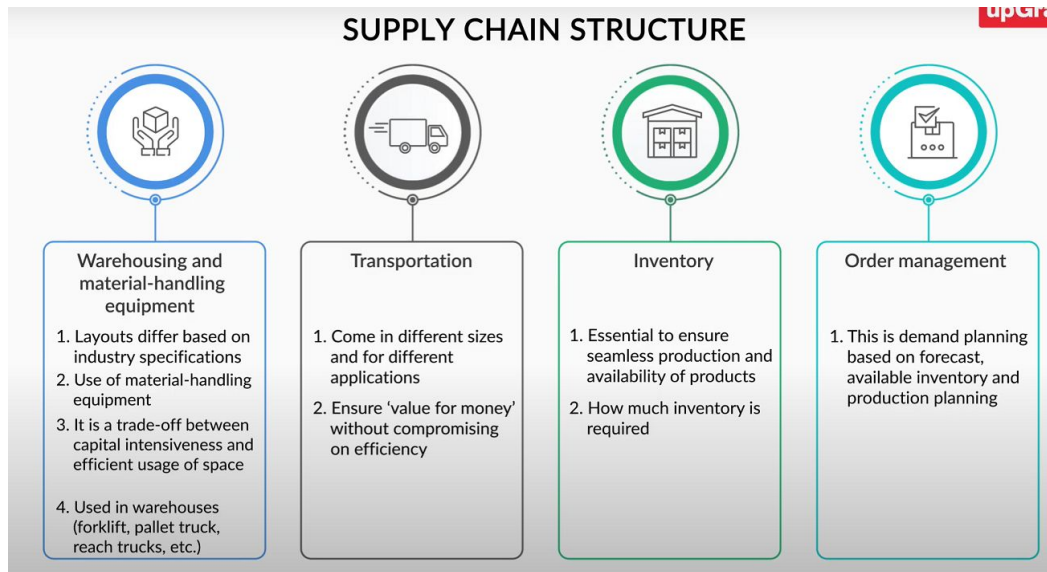 upGra
SUPPLY CHAIN STRUCTURE
Warehousing and
material-handling
equipment
1. Layouts differ based on
industry specifications
2. Use of material-handling
equipment
3. It is a trade-off between
capital intensiveness and
efficient usage of space
4. Used in warehouses
(forklift, pallet truck,
reach trucks, etc.)
Transportation
1. Come in different sizes
and for different
applications
2. Ensure ‘value for money’
without compromising
on efficiency
Inventory
1. Essential to ensure
seamless production and
availability of products
2. How much inventory is
required
Order management
1. This is demand planning
based on forecast,
available inventory and
production planning